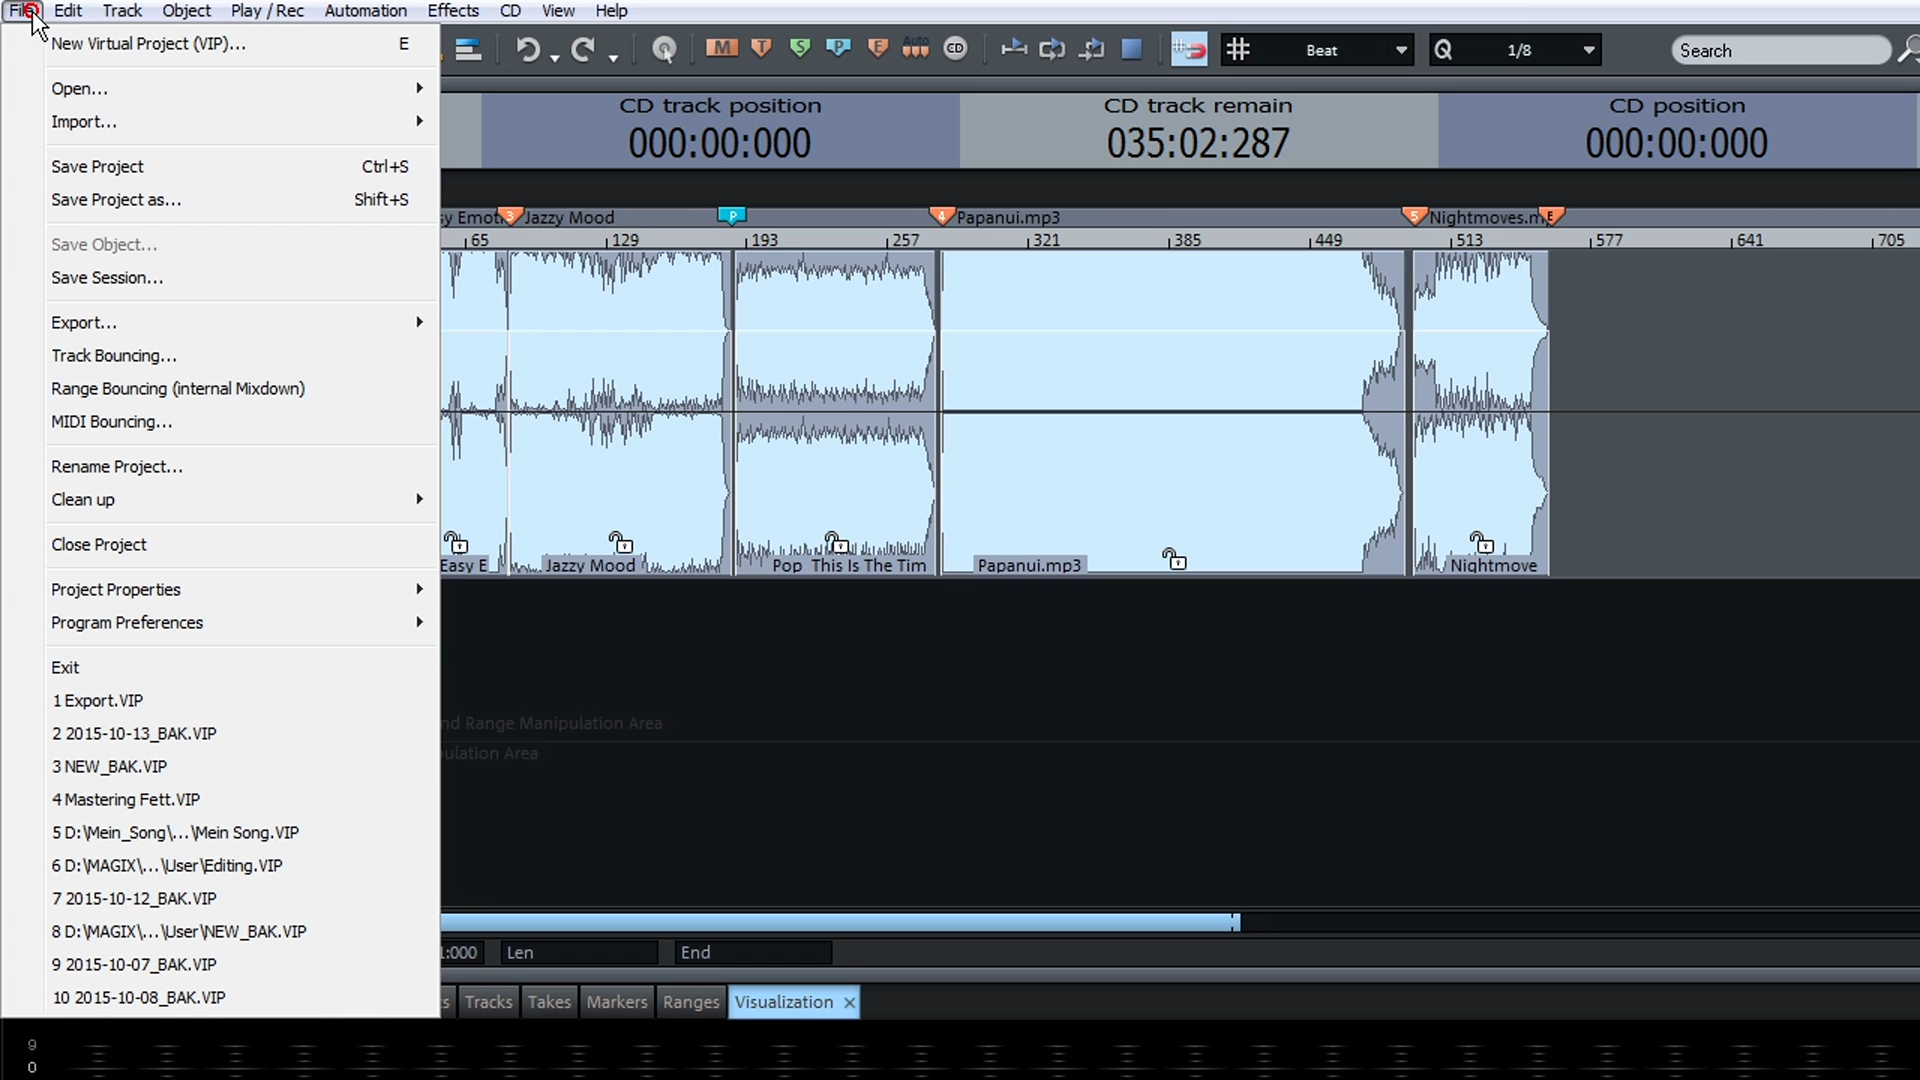 File Edit Track Object Play / Rec Automation Effects CD View Help
New Virtual Project (VIP)... E
Open...
Import...
Save Project Ctrl+S
Save Project as... Shift+S
Save Object...
Save Session...
Export...
Track Bouncing...
Range Bouncing (internal Mixdown)
MIDI Bouncing...
Rename Project...
Clean up
Close Project
Project Properties
Program Preferences
Exit
1 Export.VIP
2 2015-10-13_BAK.VIP
3 NEW_BAK.VIP
4 Mastering Fett.VIP
5 D:\Mein_Song\...\Mein Song.VIP
6 D:\MAGIX\...\User\Editing.VIP
7 2015-10-12_BAK.VIP
8 D:\MAGIX\...\User\NEW_BAK.VIP
9 2015-10-07_BAK.VIP
10 2015-10-08_BAK.VIP
M T S P E Auto CD Beat Q 1/8 Search
CD track position CD track remain CD position
000:00:000 035:02:287 000:00:000
sy Emot 3 Jazzy Mood P 4 Papanui.mp3 5 Nightmoves.m E
65 129 193 257 321 385 449 513 577 641 705
Easy E Jazzy Mood Pop This Is The Tim Papanui.mp3 Nightmove
nd Range Manipulation Area
ulation Area
:000 Len End
s Tracks Takes Markers Ranges Visualization
9
0